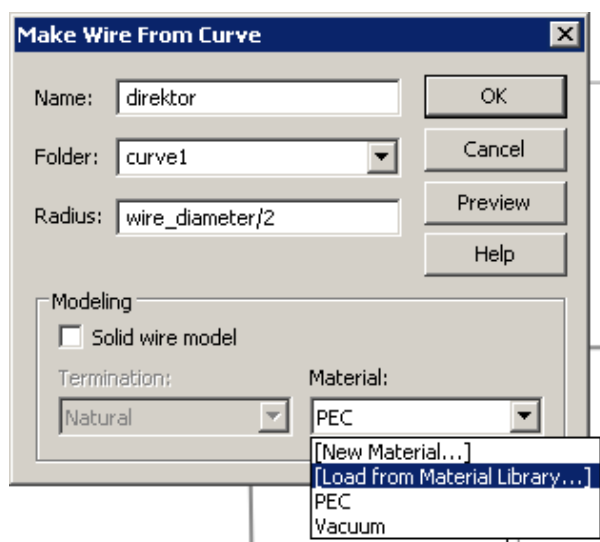 Make Wire From Curve
Name: direktor
OK
Folder: curve1
Cancel
Radius: wire_diameter/2
Preview
Help
Modeling
Solid wire model
Termination: Material:
Natural PEC
[New Material...]
[Load from Material Library...]
PEC
Vacuum